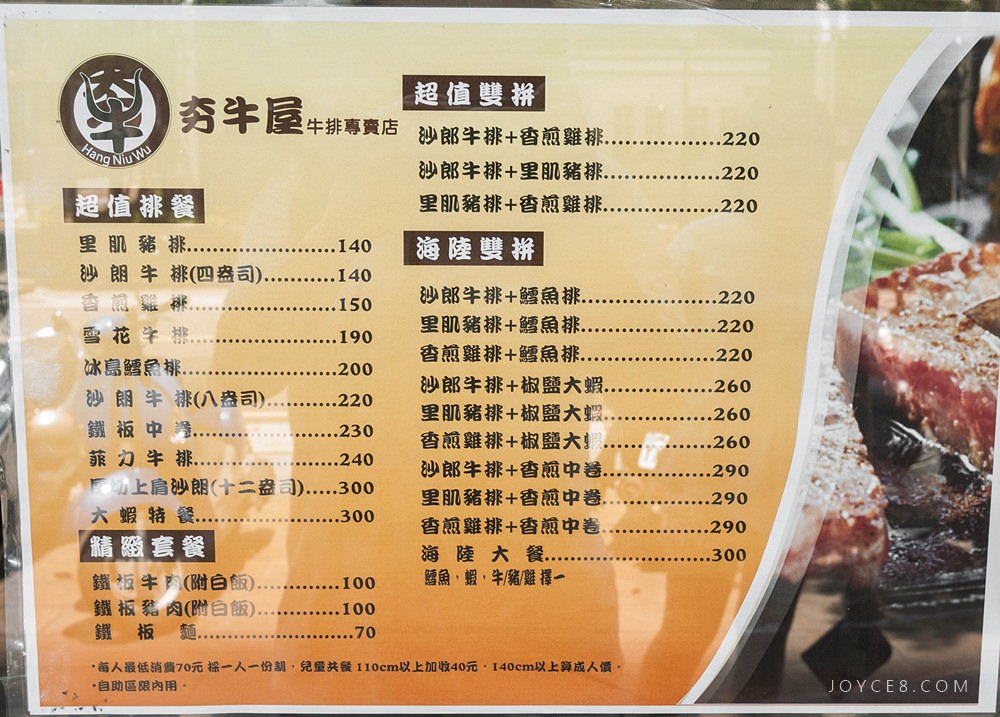 Hang Niu Wu
夯牛屋 牛排專賣店
超值排餐
里肌豬排.....................140
沙朗牛排(四盎司)............140
香煎雞排.....................150
雪花牛排.....................190
冰島鱈魚排......................200
沙朗牛排(八盎司)..........220
鐵板中卷.....................230
菲力牛排.....................240
切上肩沙朗(十二盎司).....300
大蝦特餐....................300
精緻套餐
鐵板牛肉(附白飯)............100
鐵板豬肉(附白飯)............100
鐵板麵......................70
超值雙拼
沙郎牛排+香煎雞排.................220
沙郎牛排+里肌豬排.................220
里肌豬排+香煎雞排.................220
海陸雙拼
沙郎牛排+鱈魚排...................220
里肌豬排+鱈魚排...................220
香煎雞排+鱈魚排...................220
沙郎牛排+椒鹽大蝦................260
里肌豬排+椒鹽大蝦................260
香煎雞排+椒鹽大蝦................260
沙郎牛排+香煎中卷................290
里肌豬排+香煎中卷................290
香煎雞排+香煎中卷................290
海陸大餐........................300
鱈魚，蝦，牛/豬/雞擇一
·每人最低消費70元 採一人一份制，兒童共餐110cm以上加收40元，140cm以上算成人價。
·自助區限內用。
JOYCE8.COM